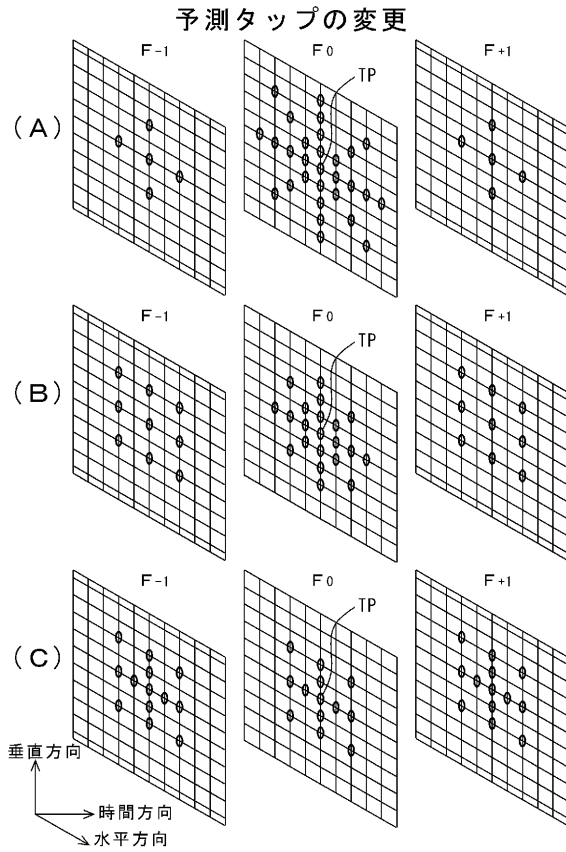 予測タップの変更
F-1 F0 F+1
TP
(A)
F-1 F0 F+1
TP
(B)
F-1 F0 F+1
TP
(C)
垂直方向
時間方向
水平方向